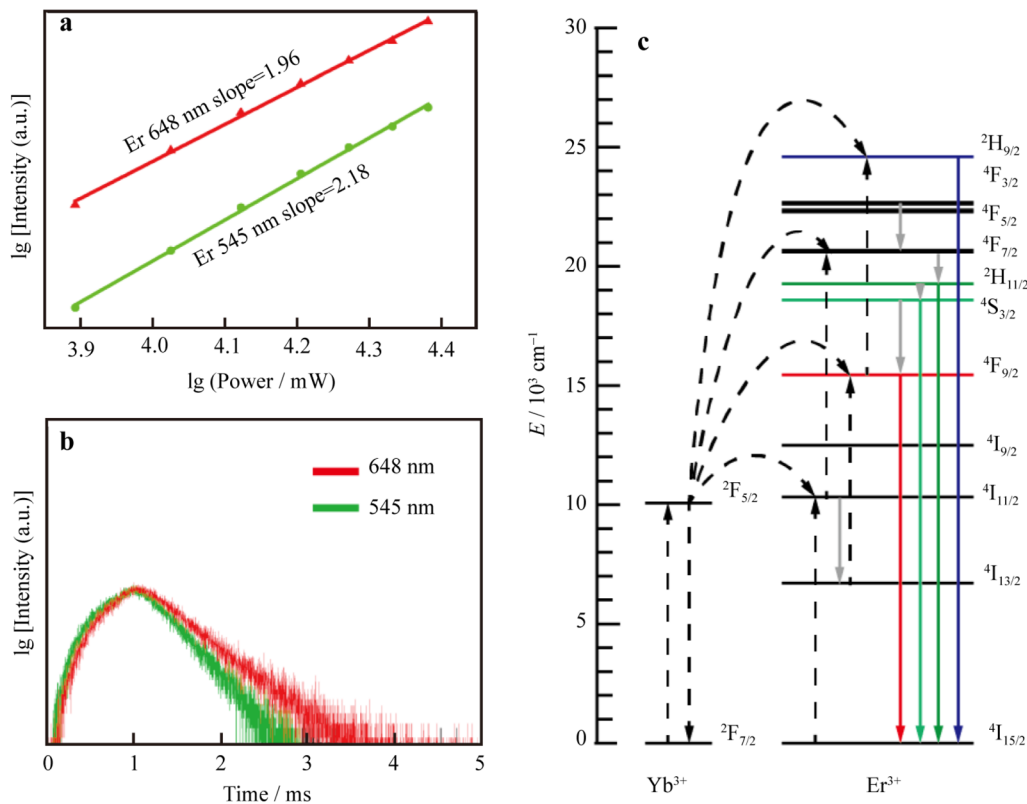 a
lg [Intensity (a.u.)]
Er 648 nm slope=1.96
Er 545 nm slope=2.18
3.9 4.0 4.1 4.2 4.3 4.4
lg (Power / mW)
b
lg [Intensity (a.u.)]
648 nm
545 nm
0 1 2 3 4 5
Time / ms
c
E / 10³ cm⁻¹
30
25
20
15
10
5
0
²F₅/₂
²F₇/₂
Yb³⁺
²H₉/₂
⁴F₃/₂
⁴F₅/₂
⁴F₇/₂
²H₁₁/₂
⁴S₃/₂
⁴F₉/₂
⁴I₉/₂
⁴I₁₁/₂
⁴I₁₃/₂
⁴I₁₅/₂
Er³⁺